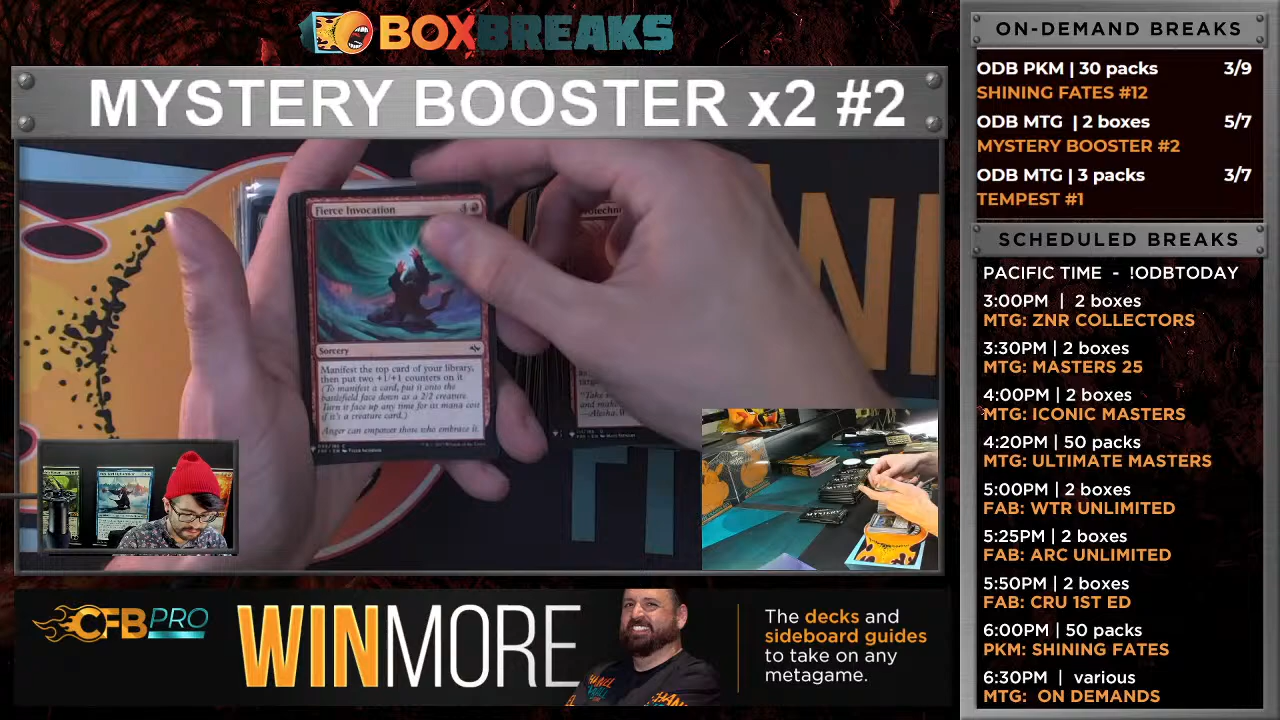 BOXBREAKS
MYSTERY BOOSTER x2 #2
Fierce Invocation 4
Sorcery
Manifest the top card of your library,
then put two +1/+1 counters on it.
(To manifest a card, put it onto the
battlefield face down as a 2/2 creature.
Turn it face up any time for its mana cost
if it's a creature card.)
Anger can empower those who embrace it.
CFBPRO
WINMORE
The decks and
sideboard guides
to take on any
metagame.
ON-DEMAND BREAKS
ODB PKM | 30 packs 3/9
SHINING FATES #12
ODB MTG | 2 boxes 5/7
MYSTERY BOOSTER #2
ODB MTG | 3 packs 3/7
TEMPEST #1
SCHEDULED BREAKS
PACIFIC TIME - !ODBTODAY
3:00PM | 2 boxes
MTG: ZNR COLLECTORS
3:30PM | 2 boxes
MTG: MASTERS 25
4:00PM | 2 boxes
MTG: ICONIC MASTERS
4:20PM | 50 packs
MTG: ULTIMATE MASTERS
5:00PM | 2 boxes
FAB: WTR UNLIMITED
5:25PM | 2 boxes
FAB: ARC UNLIMITED
5:50PM | 2 boxes
FAB: CRU 1ST ED
6:00PM | 50 packs
PKM: SHINING FATES
6:30PM | various
MTG: ON DEMANDS